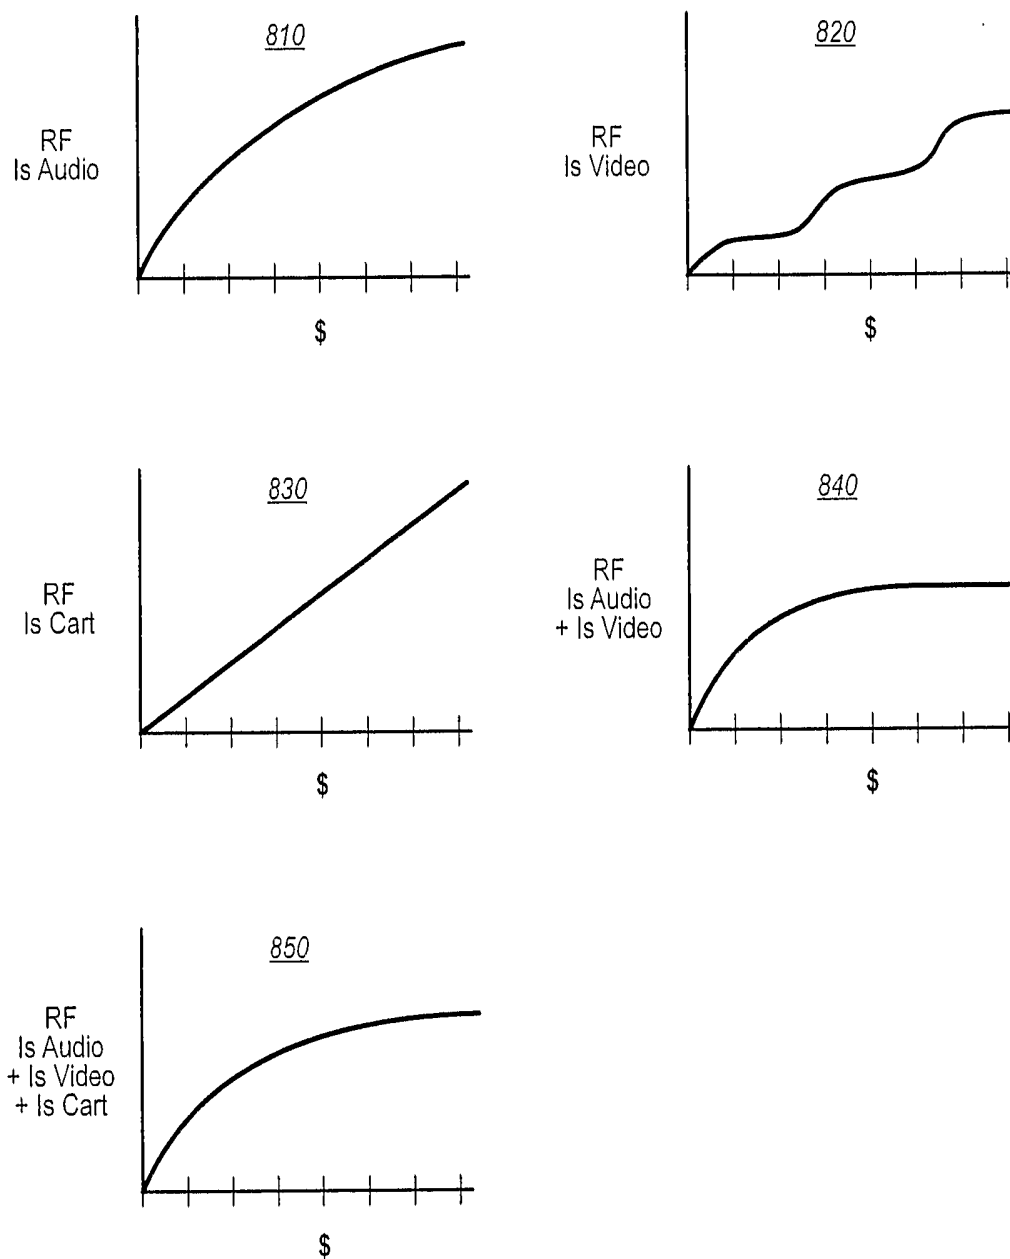 810
RF
Is Audio
$
820
RF
Is Video
$
830
RF
Is Cart
$
840
RF
Is Audio
+ Is Video
$
850
RF
Is Audio
+ Is Video
+ Is Cart
$